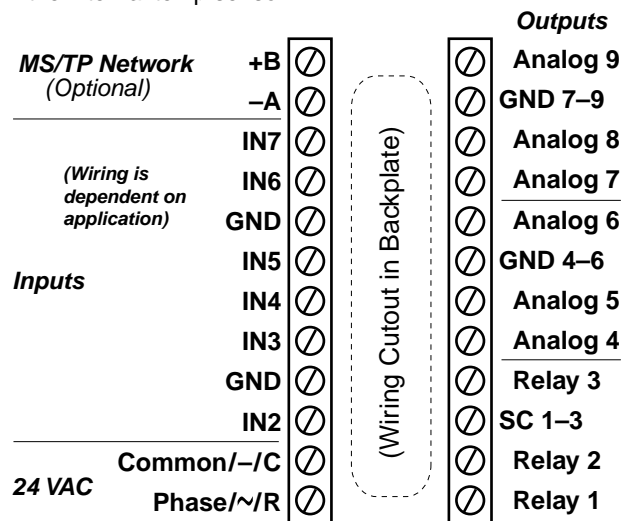 Outputs
MS/TP Network
(Optional)
+B
–A
(Wiring is
dependent on
application)
Inputs
IN7
IN6
GND
IN5
IN4
IN3
GND
IN2
24 VAC
Common/–/C
Phase/~/R
(Wiring Cutout in Backplate)
Analog 9
GND 7–9
Analog 8
Analog 7
Analog 6
GND 4–6
Analog 5
Analog 4
Relay 3
SC 1–3
Relay 2
Relay 1